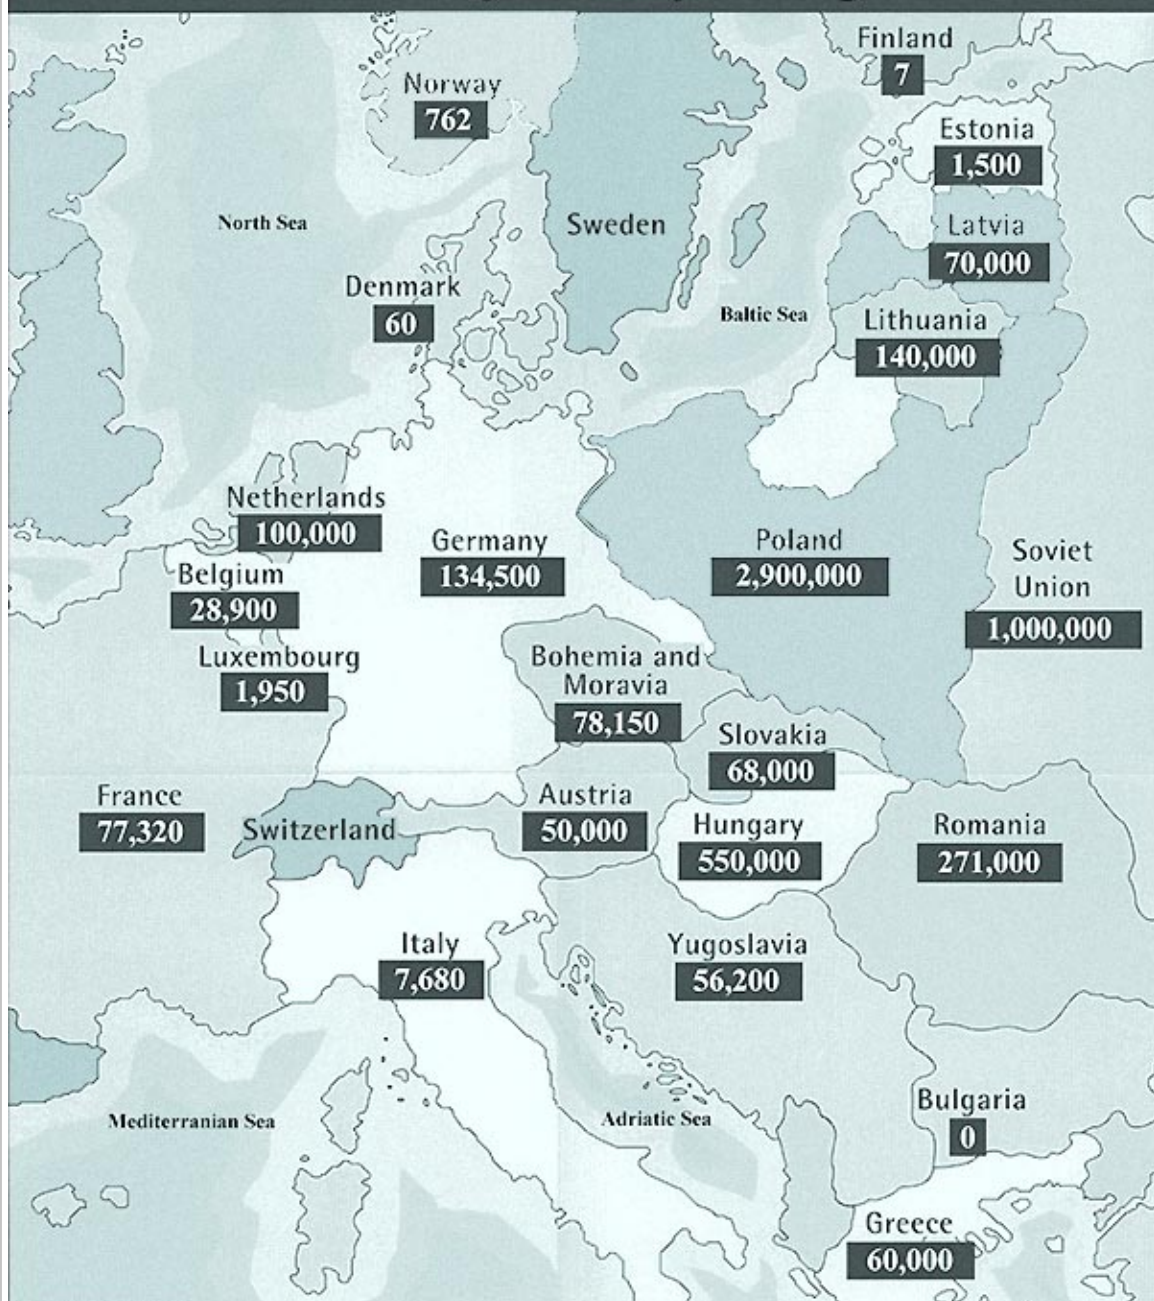 Finland
7
Norway
762
Estonia
1,500
North Sea
Sweden
Latvia
70,000
Denmark
60
Baltic Sea
Lithuania
140,000
Netherlands
100,000
Germany
134,500
Poland
2,900,000
Soviet
Union
1,000,000
Belgium
28,900
Luxembourg
1,950
Bohemia and
Moravia
78,150
Slovakia
68,000
France
77,320
Switzerland
Austria
50,000
Hungary
550,000
Romania
271,000
Italy
7,680
Yugoslavia
56,200
Mediterranian Sea
Adriatic Sea
Bulgaria
0
Greece
60,000